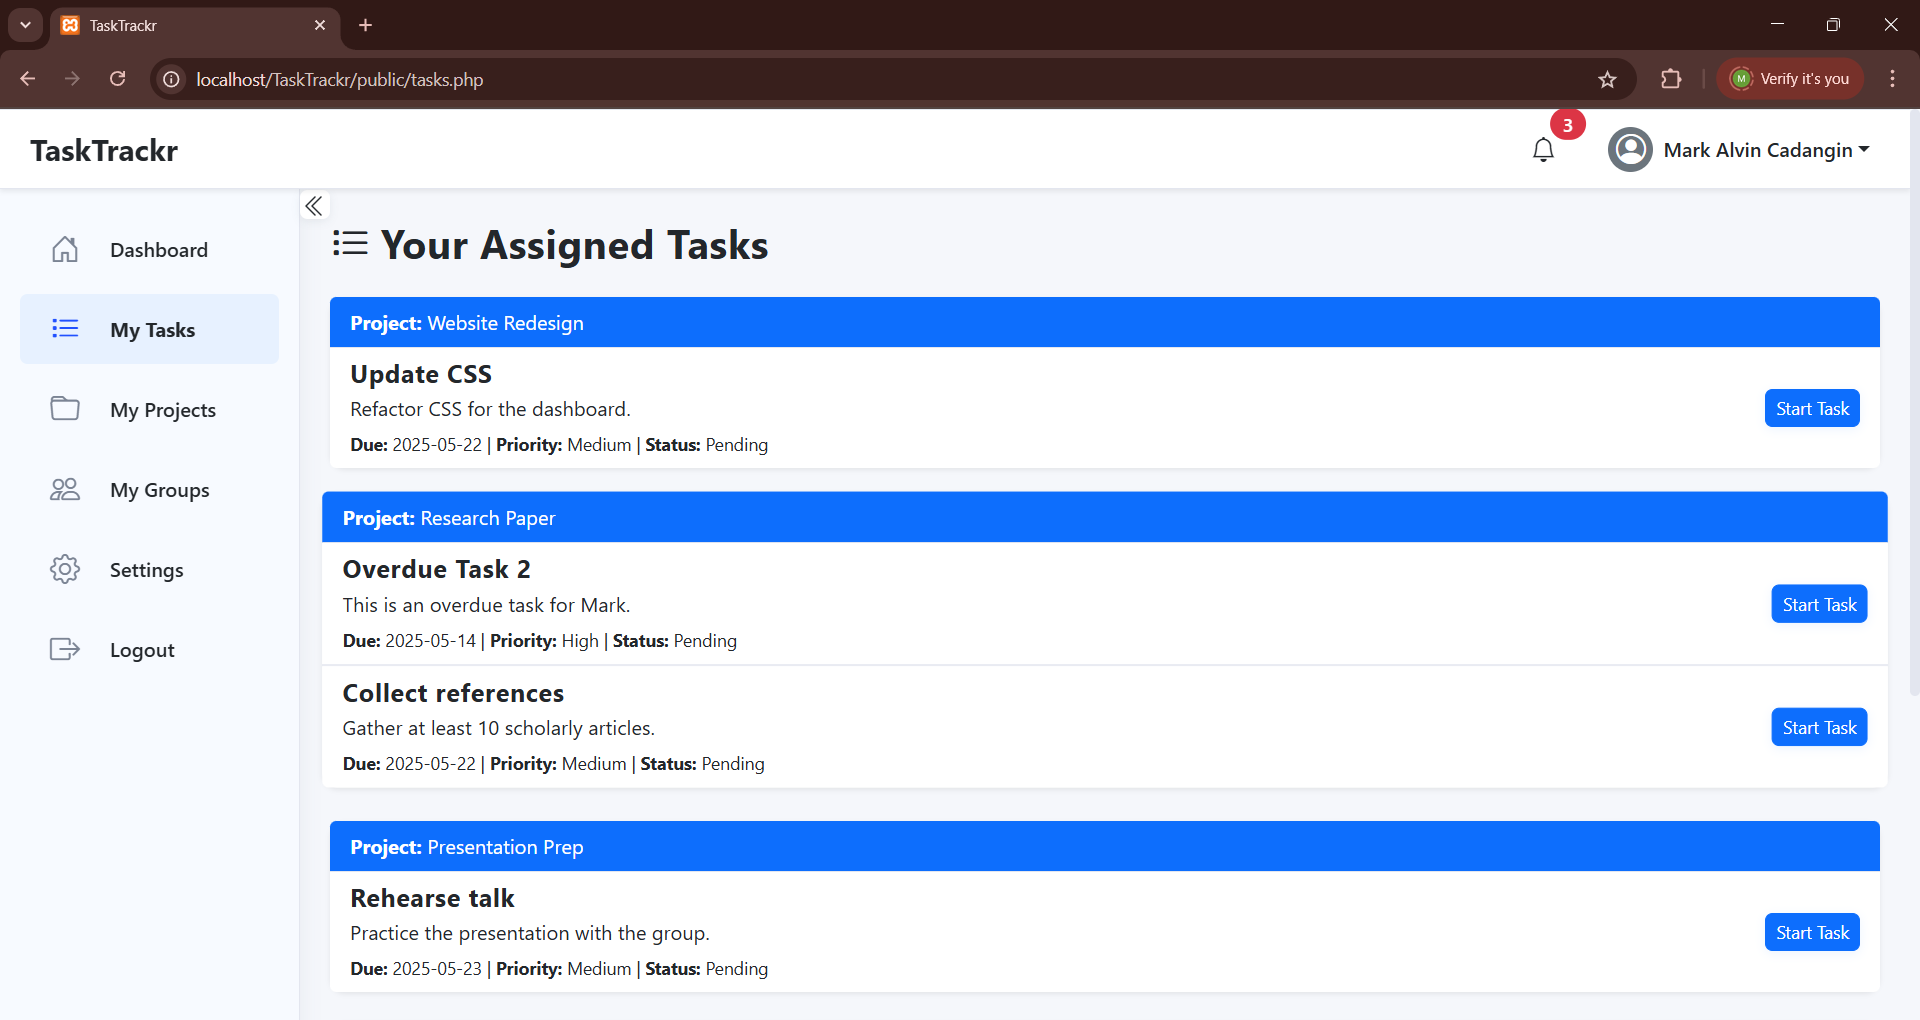 TaskTrackr
localhost/TaskTrackr/public/tasks.php
M Verify it's you
TaskTrackr
3
Mark Alvin Cadangin
Dashboard
My Tasks
My Projects
My Groups
Settings
Logout
Your Assigned Tasks
Project: Website Redesign
Update CSS
Refactor CSS for the dashboard.
Due: 2025-05-22 | Priority: Medium | Status: Pending
Start Task
Project: Research Paper
Overdue Task 2
This is an overdue task for Mark.
Due: 2025-05-14 | Priority: High | Status: Pending
Start Task
Collect references
Gather at least 10 scholarly articles.
Due: 2025-05-22 | Priority: Medium | Status: Pending
Start Task
Project: Presentation Prep
Rehearse talk
Practice the presentation with the group.
Due: 2025-05-23 | Priority: Medium | Status: Pending
Start Task